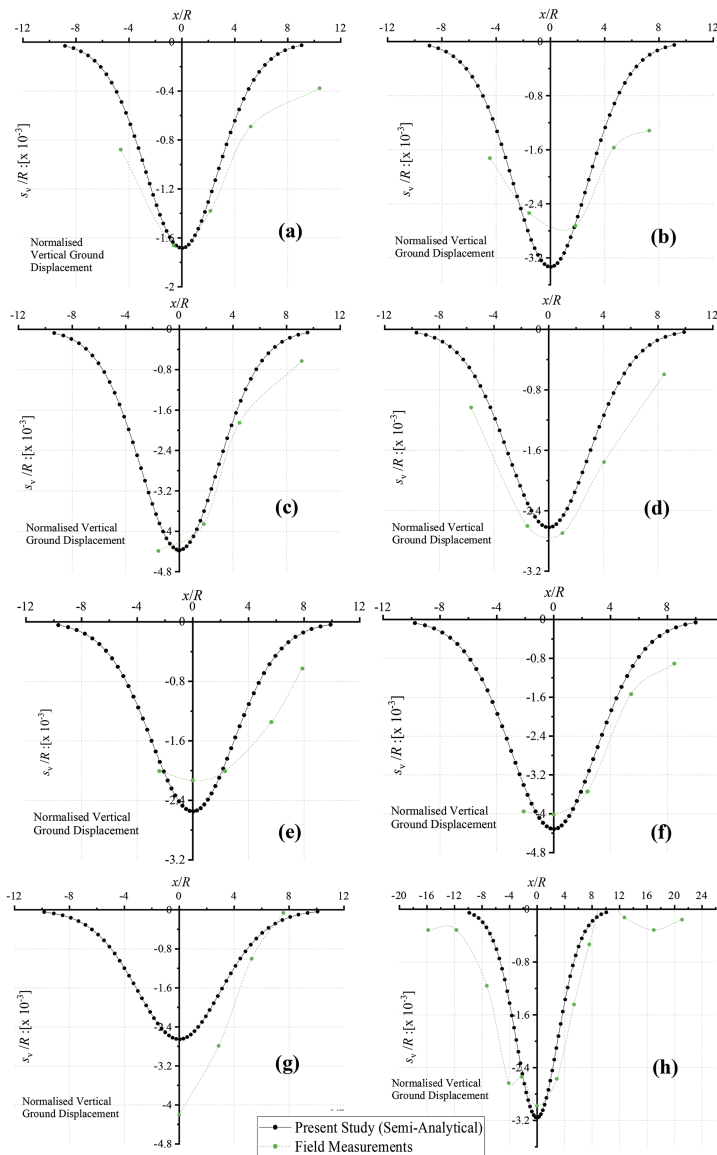 x/R
-12 -8 -4 0 4 8 12
0
-0.4
-0.8
-1.2
-1.6
-2
s_v /R :[x 10^-3]
(a)
Normalised
Vertical Ground
Displacement
x/R
-12 -8 -4 0 4 8 12
0
-0.8
-1.6
-2.4
-3.2
s_v /R :[x 10^-3]
(b)
Normalised Vertical
Ground Displacement
x/R
-12 -8 -4 0 4 8 12
0
-0.8
-1.6
-2.4
-3.2
-4
-4.8
s_v /R :[x 10^-3]
(c)
Normalised Vertical
Ground Displacement
x/R
-12 -8 -4 0 4 8 12
0
-0.8
-1.6
-2.4
-3.2
s_v /R :[x 10^-3]
(d)
Normalised Vertical
Ground Displacement
x/R
-12 -8 -4 0 4 8 12
0
-0.8
-1.6
-2.4
-3.2
s_v /R :[x 10^-3]
(e)
Normalised Vertical
Ground Displacement
x/R
-12 -8 -4 0 4 8
0
-0.8
-1.6
-2.4
-3.2
-4
-4.8
s_v /R :[x 10^-3]
(f)
Normalised Vertical
Ground Displacement
x/R
-12 -8 -4 0 4 8 12
0
-0.8
-1.6
-2.4
-3.2
-4
-4.8
s_v /R :[x 10^-3]
(g)
Normalised Vertical
Ground Displacement
x/R
-20 -16 -12 -8 -4 0 4 8 12 16 20 24
0
-0.8
-1.6
-2.4
-3.2
s_v /R :[x 10^-3]
(h)
Normalised Vertical
Ground Displacement
Present Study (Semi-Analytical)
Field Measurements